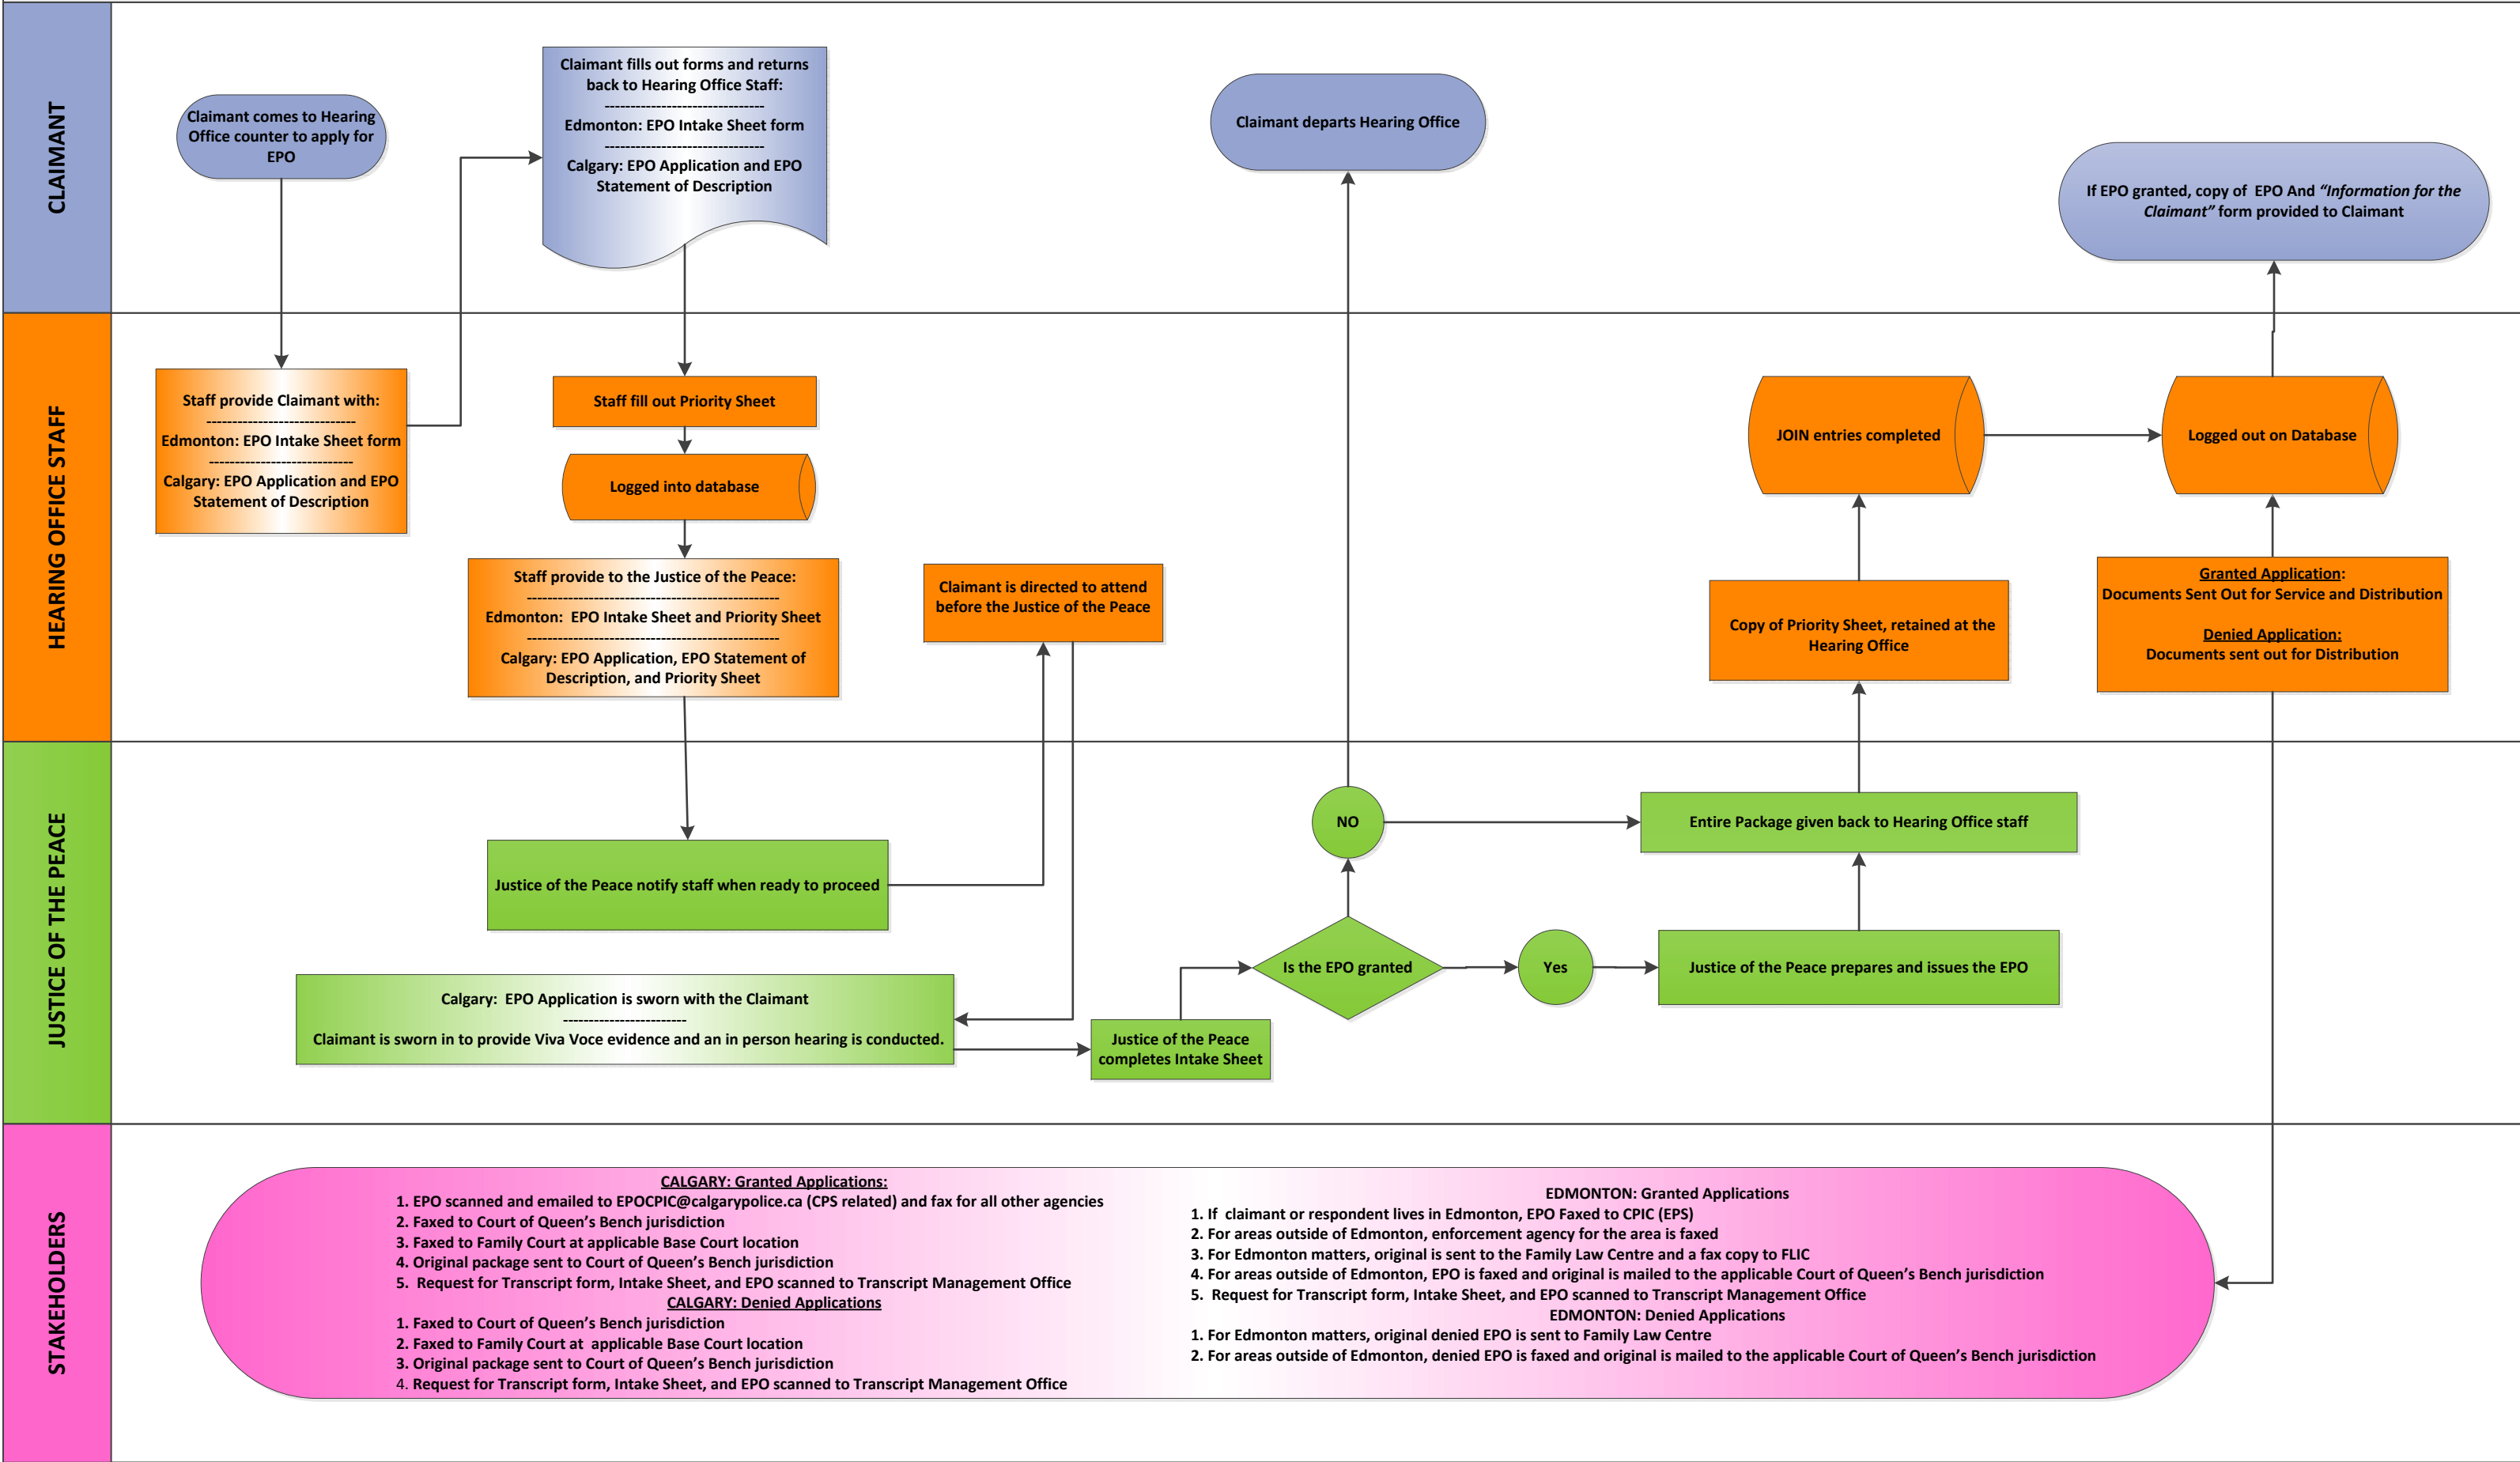 CLAIMANT
Claimant comes to Hearing
Office counter to apply for
EPO
Claimant fills out forms and returns
back to Hearing Office Staff:
-------------------------------
Edmonton: EPO Intake Sheet form
-------------------------------
Calgary: EPO Application and EPO
Statement of Description
Claimant departs Hearing Office
If EPO granted, copy of  EPO And “Information for the
Claimant” form provided to Claimant
HEARING OFFICE STAFF
Staff provide Claimant with:
-----------------------------
Edmonton: EPO Intake Sheet form
----------------------------
Calgary: EPO Application and EPO
Statement of Description
Staff fill out Priority Sheet
Logged into database
Staff provide to the Justice of the Peace:
-------------------------------------------------
Edmonton:  EPO Intake Sheet and Priority Sheet
-------------------------------------------------
Calgary: EPO Application, EPO Statement of
Description, and Priority Sheet
Claimant is directed to attend
before the Justice of the Peace
JOIN entries completed
Logged out on Database
Copy of Priority Sheet, retained at the
Hearing Office
Granted Application:
Documents Sent Out for Service and Distribution
Denied Application:
Documents sent out for Distribution
JUSTICE OF THE PEACE
Justice of the Peace notify staff when ready to proceed
Calgary:  EPO Application is sworn with the Claimant
------------------------
Claimant is sworn in to provide Viva Voce evidence and an in person hearing is conducted.
Justice of the Peace
completes Intake Sheet
Is the EPO granted
NO
Yes
Entire Package given back to Hearing Office staff
Justice of the Peace prepares and issues the EPO
STAKEHOLDERS
CALGARY: Granted Applications:
1. EPO scanned and emailed to EPOCPIC@calgarypolice.ca (CPS related) and fax for all other agencies
2. Faxed to Court of Queen’s Bench jurisdiction
3. Faxed to Family Court at applicable Base Court location
4. Original package sent to Court of Queen’s Bench jurisdiction
5.  Request for Transcript form, Intake Sheet, and EPO scanned to Transcript Management Office
CALGARY: Denied Applications
1. Faxed to Court of Queen’s Bench jurisdiction
2. Faxed to Family Court at  applicable Base Court location
3. Original package sent to Court of Queen’s Bench jurisdiction
4. Request for Transcript form, Intake Sheet, and EPO scanned to Transcript Management Office
EDMONTON: Granted Applications
1. If  claimant or respondent lives in Edmonton, EPO Faxed to CPIC (EPS)
2. For areas outside of Edmonton, enforcement agency for the area is faxed
3. For Edmonton matters, original is sent to the Family Law Centre and a fax copy to FLIC
4. For areas outside of Edmonton, EPO is faxed and original is mailed to the applicable Court of Queen’s Bench jurisdiction
5.  Request for Transcript form, Intake Sheet, and EPO scanned to Transcript Management Office
EDMONTON: Denied Applications
1. For Edmonton matters, original denied EPO is sent to Family Law Centre
2. For areas outside of Edmonton, denied EPO is faxed and original is mailed to the applicable Court of Queen’s Bench jurisdiction